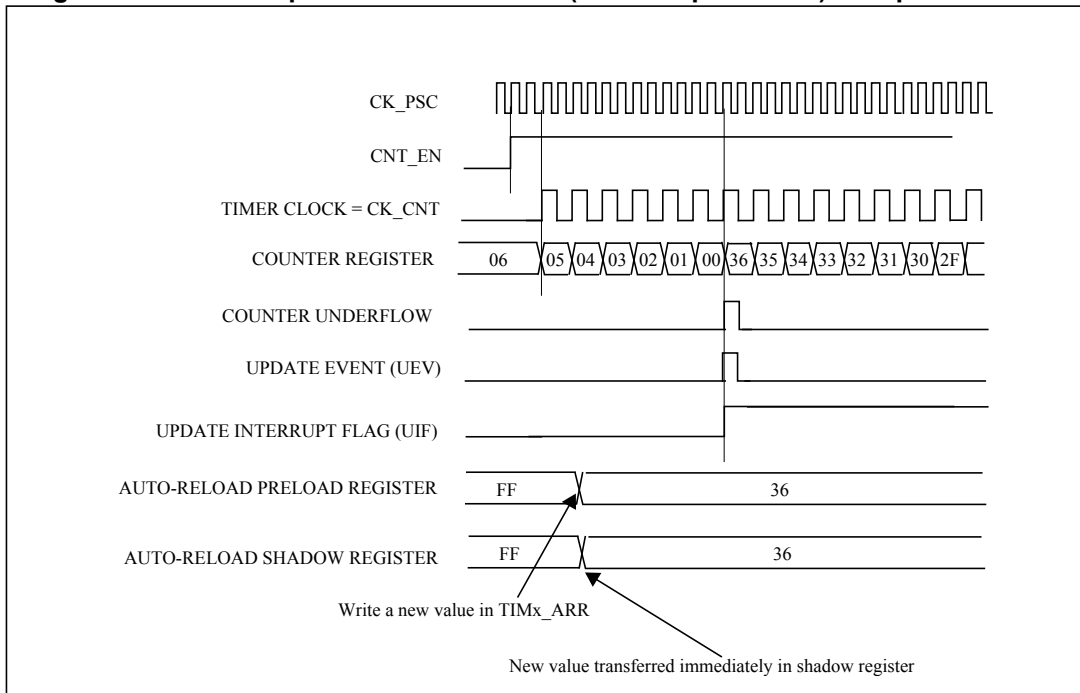 CK_PSC
CNT_EN
TIMER CLOCK = CK_CNT
COUNTER REGISTER 06 05 04 03 02 01 00 36 35 34 33 32 31 30 2F
COUNTER UNDERFLOW
UPDATE EVENT (UEV)
UPDATE INTERRUPT FLAG (UIF)
AUTO-RELOAD PRELOAD REGISTER FF 36
AUTO-RELOAD SHADOW REGISTER FF 36
Write a new value in TIMx_ARR
New value transferred immediately in shadow register